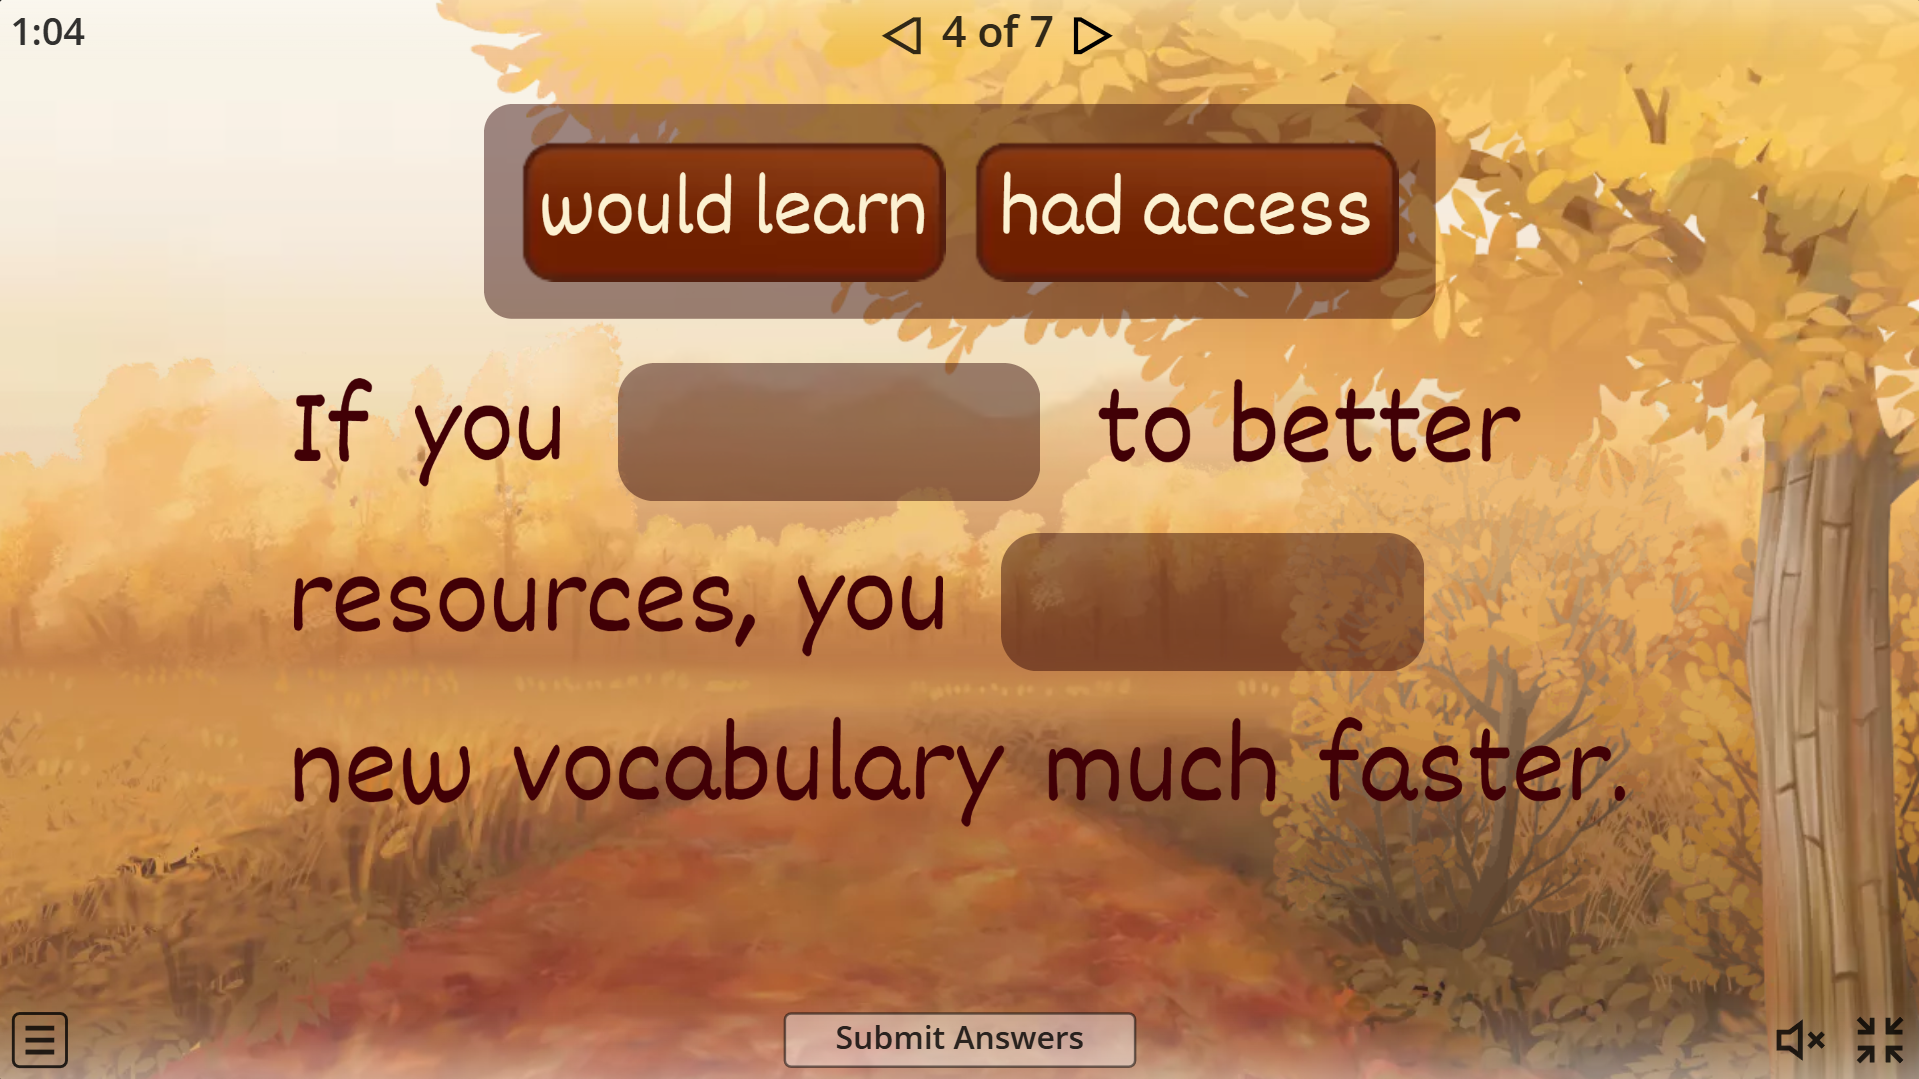 1:04
4 of 7
would learn
had access
If you to better
resources, you
new vocabulary much faster.
Submit Answers